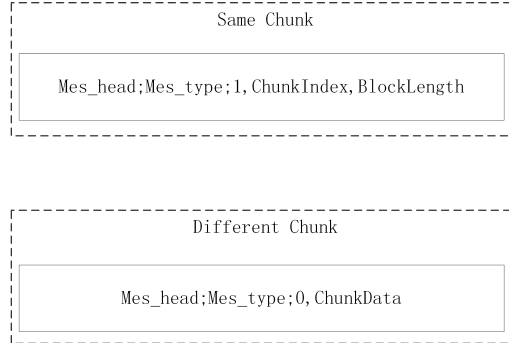 Same Chunk
Mes_head;Mes_type;1,ChunkIndex,BlockLength
Different Chunk
Mes_head;Mes_type;0,ChunkData